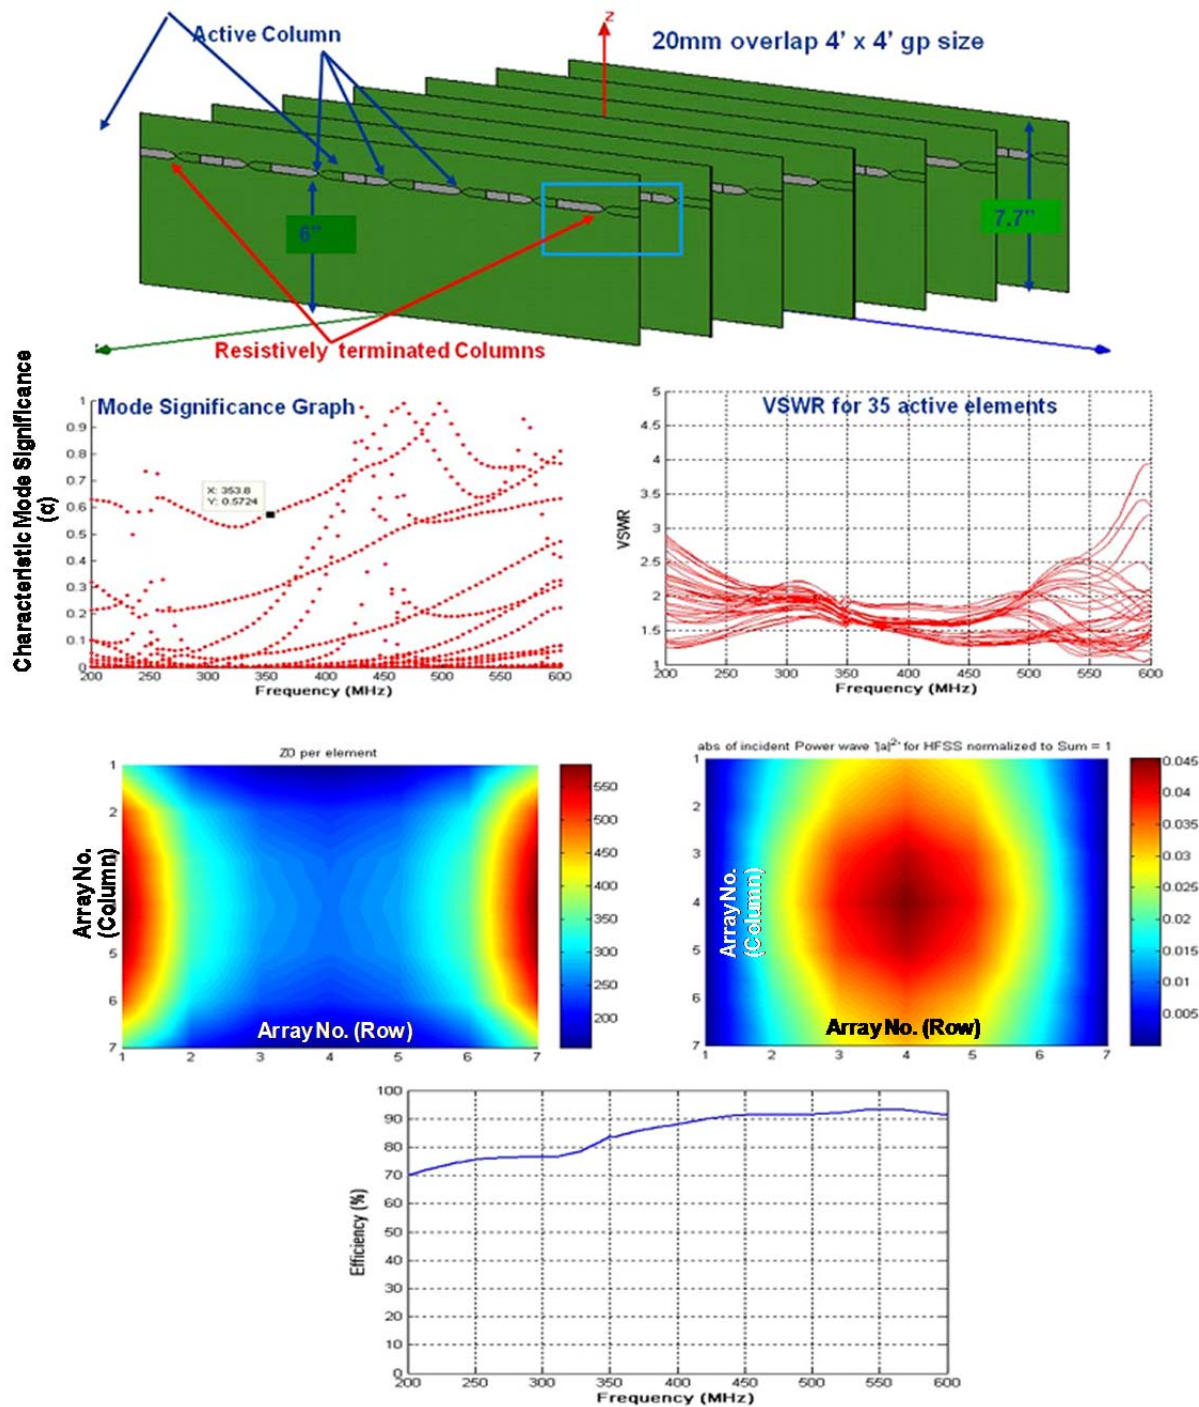 Active Column
z
20mm overlap 4’ x 4’ gp size
6”
7.7”
Resistively terminated Columns
Mode Significance Graph
Characteristic Mode Significance
(α)
1
0.9
0.8
0.7
0.6
0.5
0.4
0.3
0.2
0.1
0
X: 353.8
Y: 0.5724
200 250 300 350 400 450 500 550 600
Frequency (MHz)
VSWR for 35 active elements
VSWR
5
4.5
4
3.5
3
2.5
2
1.5
1
200 250 300 350 400 450 500 550 600
Frequency (MHz)
Z0 per element
Array No.
(Column)
1
2
5
6
7
Array No. (Row)
1 2 3 4 5 6 7
550
500
450
400
350
300
250
200
abs of incident Power wave '|a|²' for HFSS normalized to Sum = 1
Array No.
(Column)
1
2
3
4
5
6
7
Array No. (Row)
1 2 3 4 5 6 7
0.045
0.04
0.035
0.03
0.025
0.02
0.015
0.01
0.005
Efficiency (%)
100
90
80
70
60
50
40
30
20
10
0
200 250 300 350 400 450 500 550 600
Frequency (MHz)